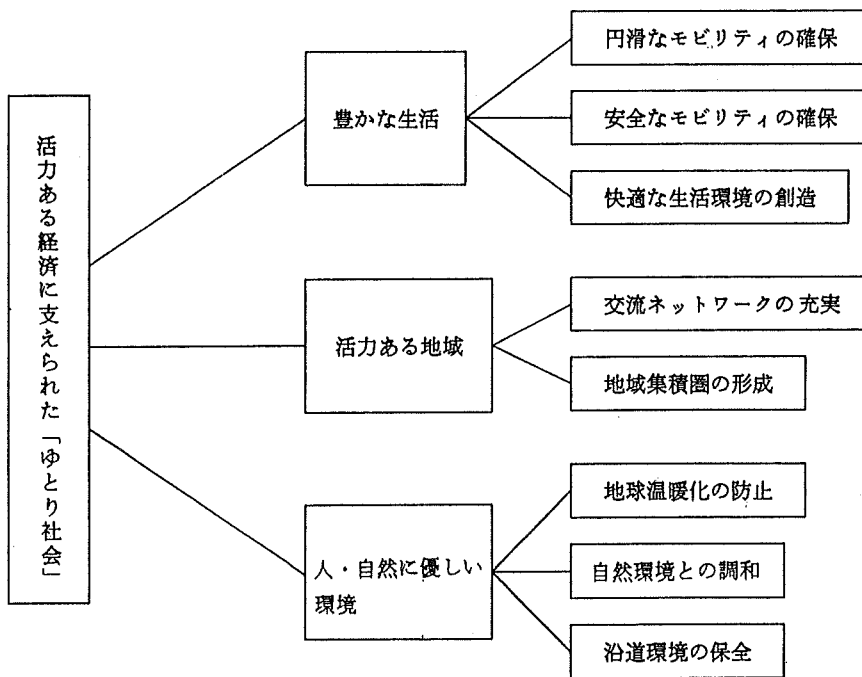 活力ある経済に支えられた「ゆとり社会」
豊かな生活
円滑なモビリティの確保
安全なモビリティの確保
快適な生活環境の創造
活力ある地域
交流ネットワークの充実
地域集積圏の形成
人・自然に優しい
環境
地球温暖化の防止
自然環境との調和
沿道環境の保全